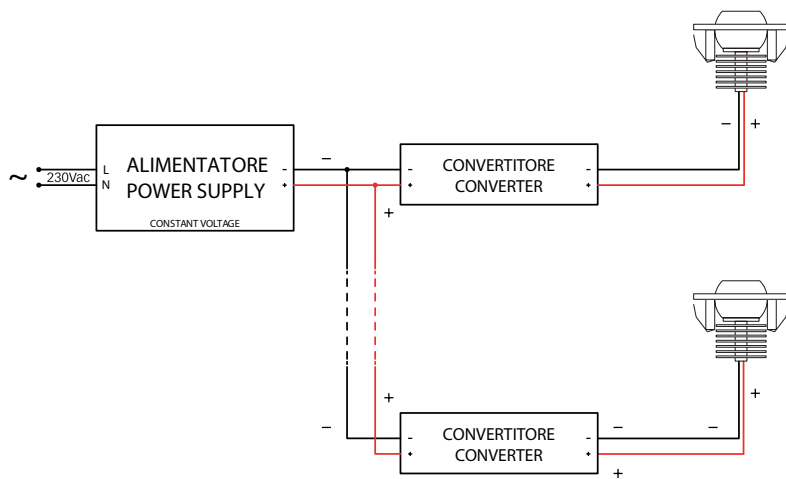 − +
L ALIMENTATORE - − - CONVERTITORE -
~ 230Vac N POWER SUPPLY + + CONVERTER +
+
CONSTANT VOLTAGE
+ +
− - CONVERTITORE - − −
+ CONVERTER +
+